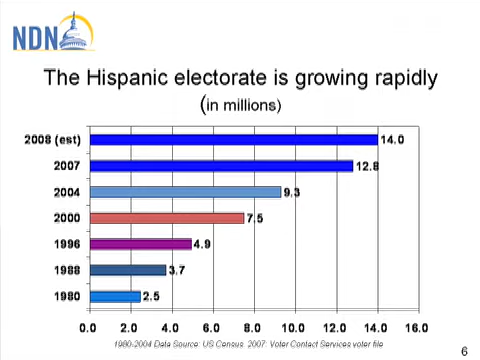 NDN
The Hispanic electorate is growing rapidly
(in millions)
2008 (est) 14.0
2007 12.8
2004 9.3
2000 7.5
1996 4.9
1988 3.7
1980 2.5
0.0 2.0 4.0 6.0 8.0 10.0 12.0 14.0 16.0
1980-2004 Data Source: US Census. 2007: Voter Contact Services voter file
6